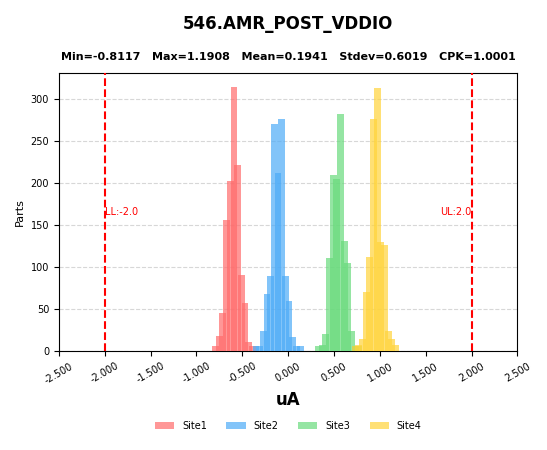 546.AMR_POST_VDDIO
Min=-0.8117 Max=1.1908 Mean=0.1941 Stdev=0.6019 CPK=1.0001
Parts
300
250
200
150
100
50
0
LL:-2.0
UL:2.0
-2.500 -2.000 -1.500 -1.000 -0.500 0.000 0.500 1.000 1.500 2.000 2.500
uA
Site1 Site2 Site3 Site4